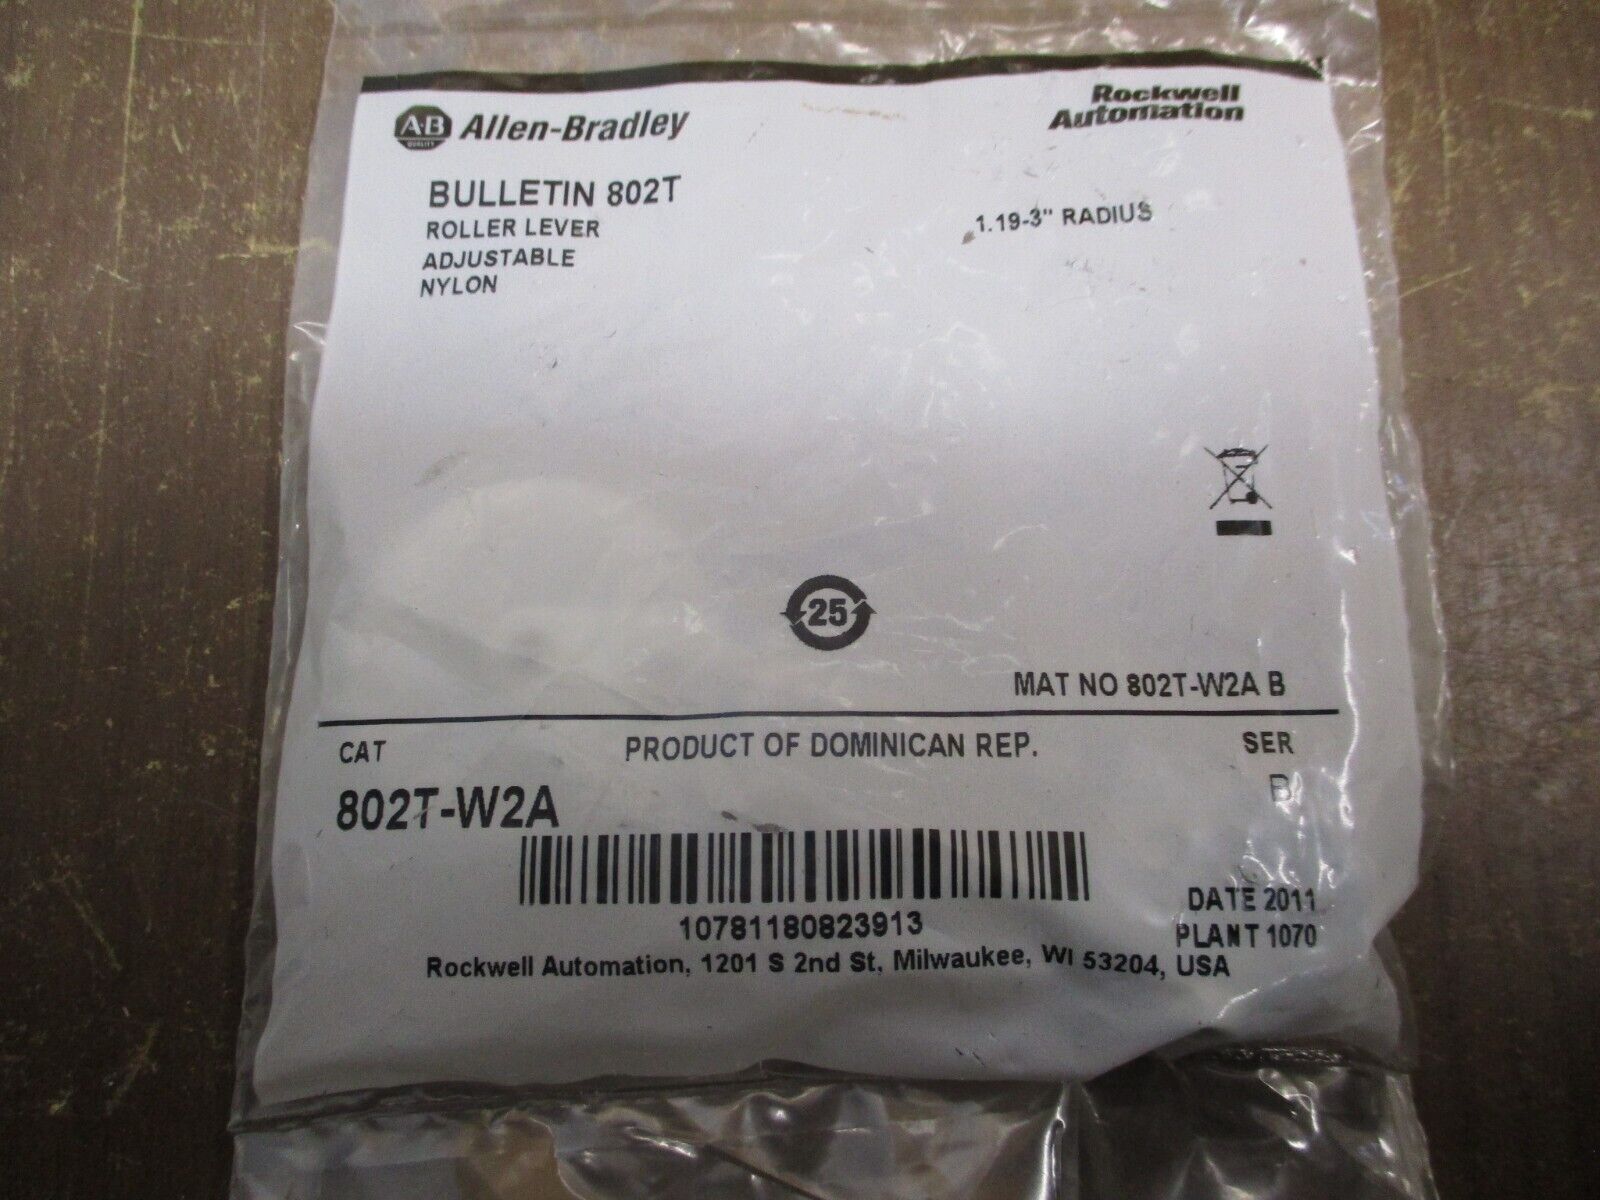 A-B QUALITY Allen-Bradley
Rockwell
Automation
BULLETIN 802T
ROLLER LEVER
ADJUSTABLE
NYLON
1.19-3" RADIUS
25
MAT NO 802T-W2A B
CAT
PRODUCT OF DOMINICAN REP.
SER
802T-W2A
B
10781180823913
DATE 2011
PLANT 1070
Rockwell Automation, 1201 S 2nd St, Milwaukee, WI 53204, USA